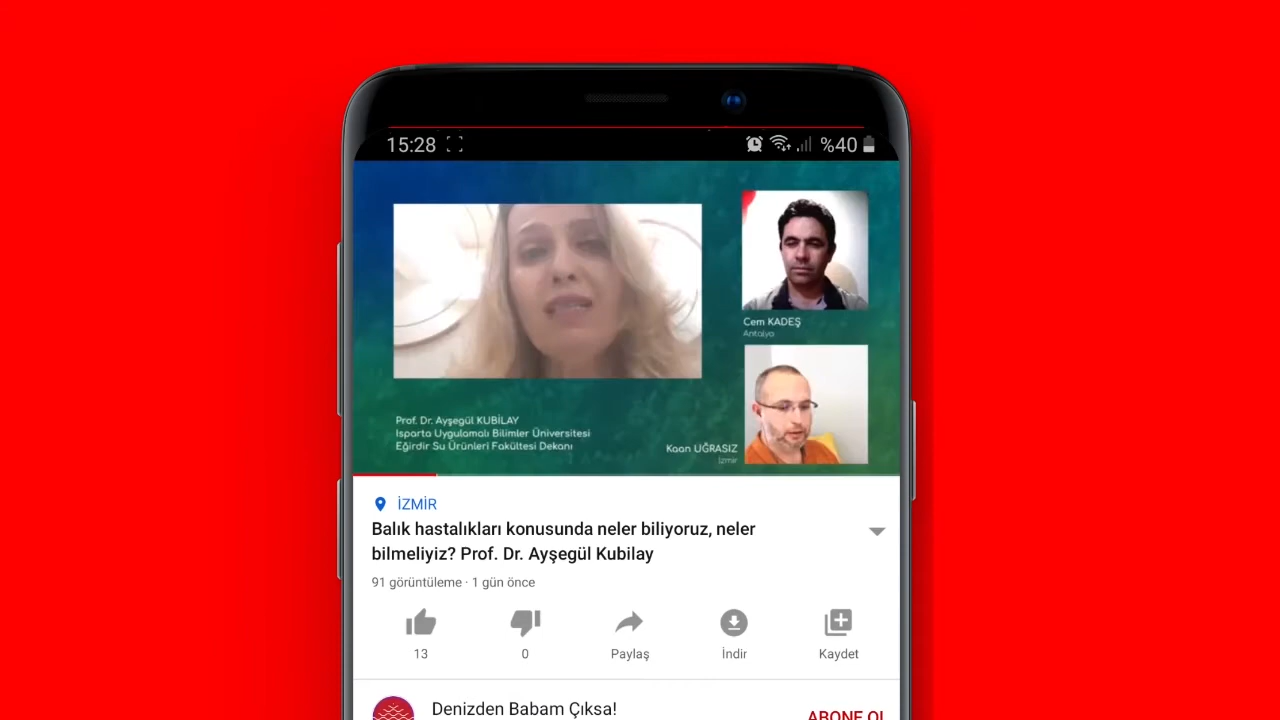 15:28
%40
Cem KADEŞ
Antalya
Prof. Dr. Ayşegül KUBİLAY
Isparta Uygulamalı Bilimler Üniversitesi
Eğirdir Su Ürünleri Fakültesi Dekanı
Kaan UĞRASIZ
İzmir
İZMİR
Balık hastalıkları konusunda neler biliyoruz, neler
bilmeliyiz? Prof. Dr. Ayşegül Kubilay
91 görüntüleme · 1 gün önce
13
0
Paylaş
İndir
Kaydet
Denizden Babam Çıksa!
ABONE OL